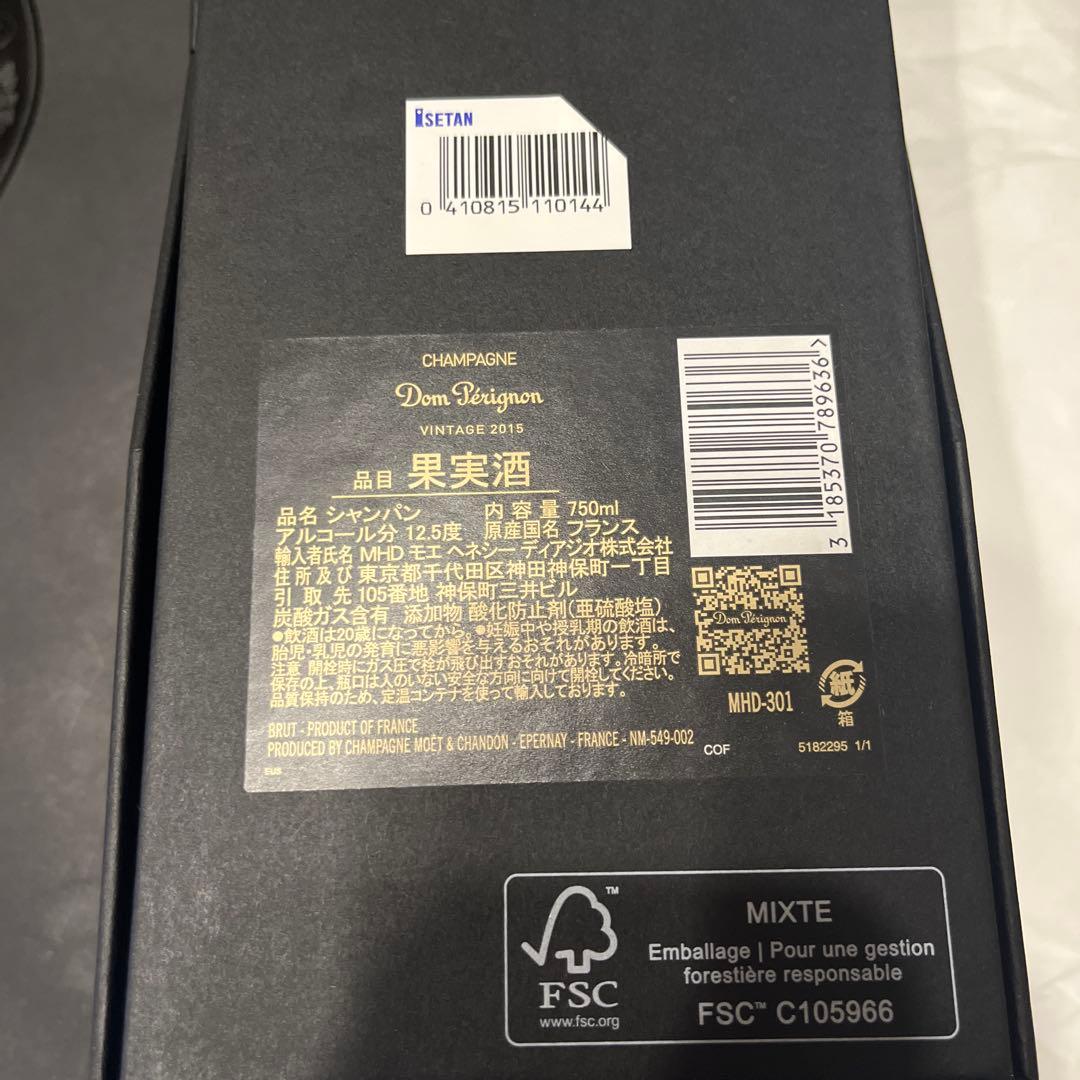 ISETAN
0 410815 110144
CHAMPAGNE
Dom Pérignon
VINTAGE 2015
品目 果実酒
品名 シャンパン 内容量 750ml
アルコール分 12.5度 原産国名 フランス
輸入者氏名 MHD モエ ヘネシー ディアジオ株式会社
住所及び 東京都千代田区神田神保町一丁目
引取先 105番地 神保町三井ビル
炭酸ガス含有 添加物 酸化防止剤(亜硫酸塩)
●飲酒は20歳になってから。●妊娠中や授乳期の飲酒は、
胎児・乳児の発育に悪影響を与えるおそれがあります。
注意 開栓時にガス圧で栓が飛び出すおそれがあります。冷暗所で
保存の上、瓶口は人のいない安全な方向に向けて開栓してください。
品質保持のため、定温コンテナを使って輸入しております。
BRUT - PRODUCT OF FRANCE
PRODUCED BY CHAMPAGNE MOËT & CHANDON - EPERNAY - FRANCE - NM-549-002
EUS
COF
3 185370 789636 >
Dom Pérignon
MHD-301
紙
箱
5182295 1/1
FSC
™
www.fsc.org
MIXTE
Emballage | Pour une gestion
forestière responsable
FSC™ C105966